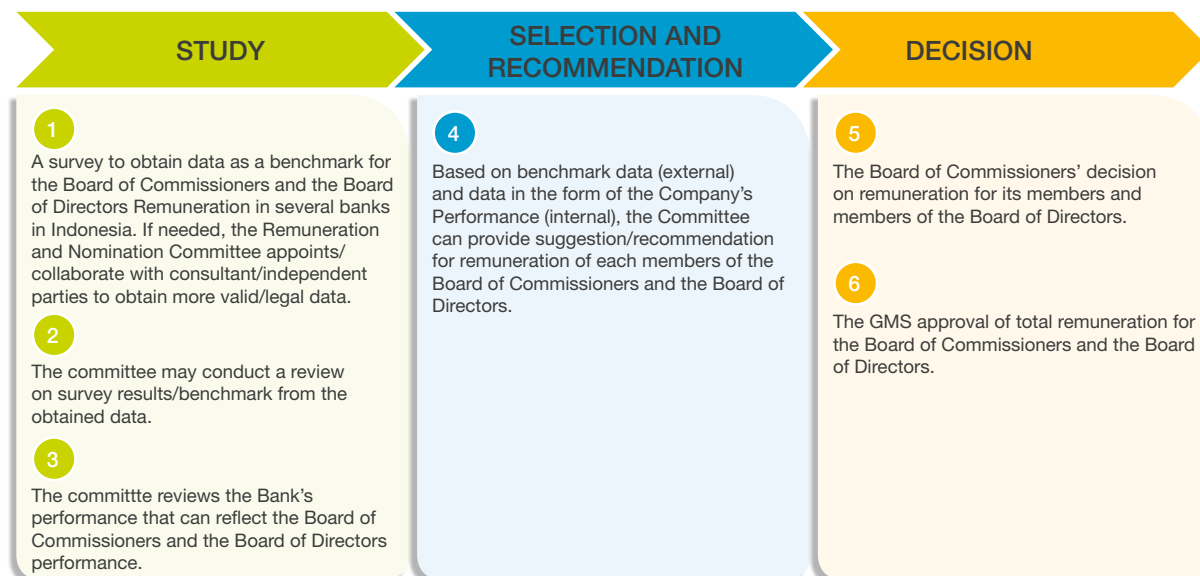 STUDY
SELECTION AND
RECOMMENDATION
DECISION
1
A survey to obtain data as a benchmark for
the Board of Commissioners and the Board
of Directors Remuneration in several banks
in Indonesia. If needed, the Remuneration
and Nomination Committee appoints/
collaborate with consultant/independent
parties to obtain more valid/legal data.
2
The committee may conduct a review
on survey results/benchmark from the
obtained data.
3
The committte reviews the Bank's
performance that can reflect the Board of
Commissioners and the Board of Directors
performance.
4
Based on benchmark data (external)
and data in the form of the Company's
Performance (internal), the Committee
can provide suggestion/recommendation
for remuneration of each members of the
Board of Commissioners and the Board of
Directors.
5
The Board of Commissioners' decision
on remuneration for its members and
members of the Board of Directors.
6
The GMS approval of total remuneration for
the Board of Commissioners and the Board
of Directors.